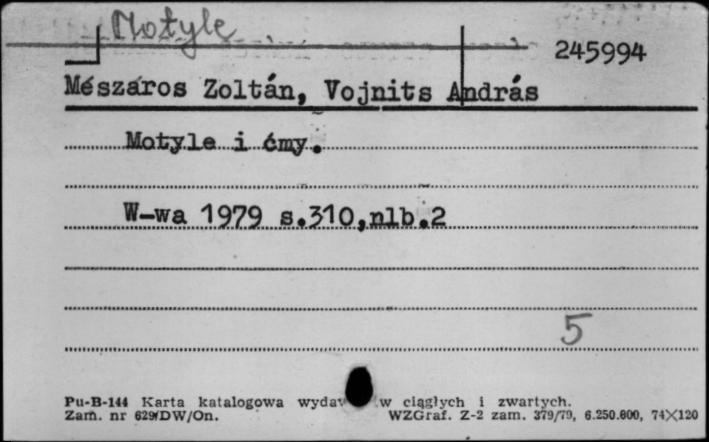 Motyle
245994
Mészáros Zoltán, Vojnits András
Motyle i ćmy.
W-wa 1979 s.310,nlb.2
5
Pu-B-144 Karta katalogowa wydaw w ciągłych i zwartych.
Zam. nr 629/DW/On. WZGraf. Z-2 zam. 379/79, 6.250.000, 74X120